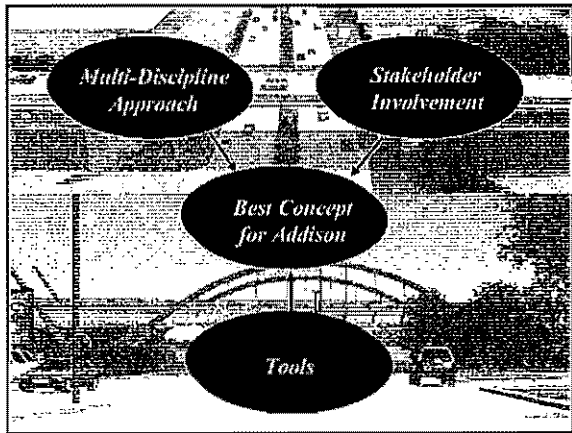 Multi-Discipline
Approach
Stakeholder
Involvement
Best Concept
for Addison
Tools